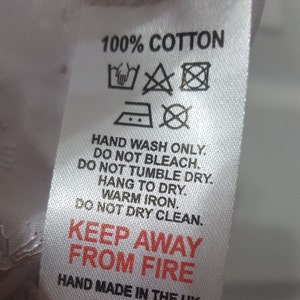 100% COTTON
HAND WASH ONLY.
DO NOT BLEACH.
DO NOT TUMBLE DRY.
HANG TO DRY.
WARM IRON.
DO NOT DRY CLEAN.
KEEP AWAY
FROM FIRE
HAND MADE IN THE UK